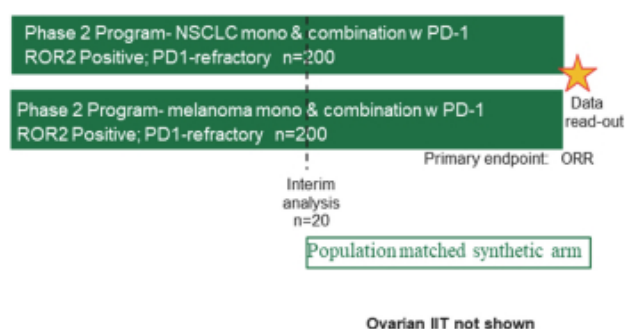 Phase 2 Program- NSCLC mono & combination w PD-1
ROR2 Positive; PD1-refractory n=200
Phase 2 Program- melanoma mono & combination w PD-1
ROR2 Positive; PD1-refractory n=200
Data
read-out
Primary endpoint: ORR
Interim
analysis
n=20
Population matched synthetic arm
Ovarian IIT not shown